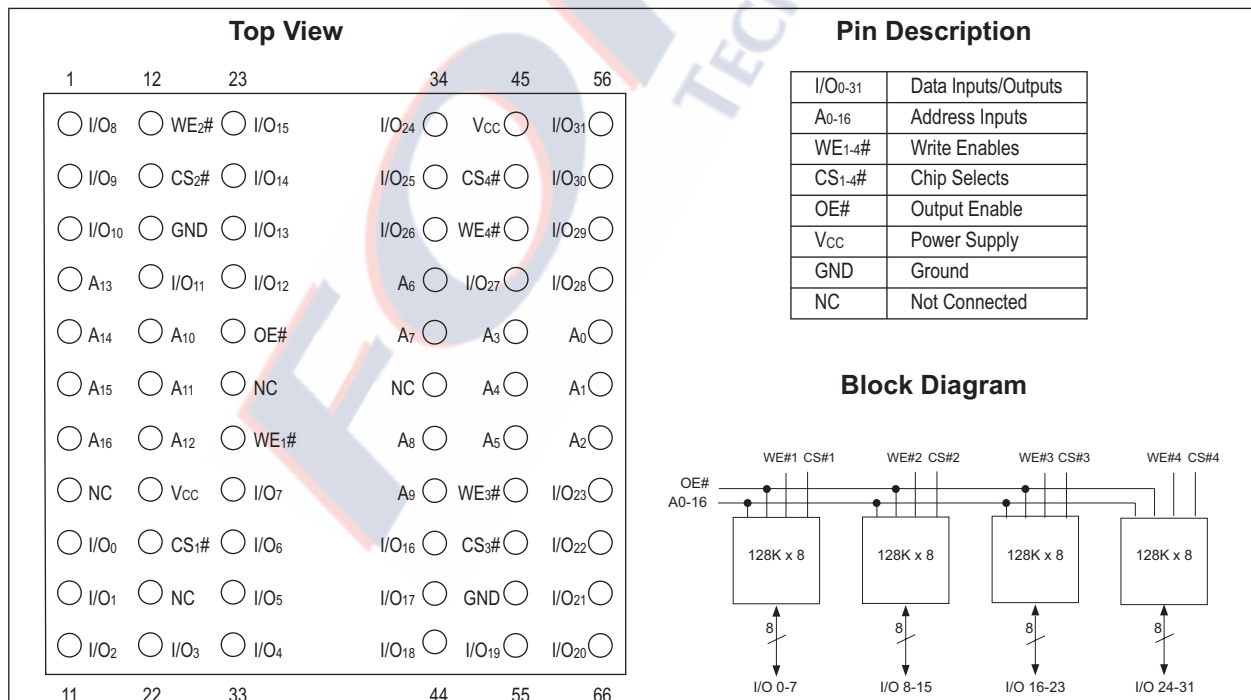 Top View
1 12 23 34 45 56
I/O8 WE2# I/O15 I/O24 VCC I/O31
I/O9 CS2# I/O14 I/O25 CS4# I/O30
I/O10 GND I/O13 I/O26 WE4# I/O29
A13 I/O11 I/O12 A6 I/O27 I/O28
A14 A10 OE# A7 A3 A0
A15 A11 NC NC A4 A1
A16 A12 WE1# A8 A5 A2
NC VCC I/O7 A9 WE3# I/O23
I/O0 CS1# I/O6 I/O16 CS3# I/O22
I/O1 NC I/O5 I/O17 GND I/O21
I/O2 I/O3 I/O4 I/O18 I/O19 I/O20
11 22 33 44 55 66
Pin Description
I/O0-31 Data Inputs/Outputs
A0-16 Address Inputs
WE1-4# Write Enables
CS1-4# Chip Selects
OE# Output Enable
VCC Power Supply
GND Ground
NC Not Connected
Block Diagram
WE#1 CS#1 WE#2 CS#2 WE#3 CS#3 WE#4 CS#4
OE#
A0-16
128K x 8 128K x 8 128K x 8 128K x 8
8 8 8 8
I/O 0-7 I/O 8-15 I/O 16-23 I/O 24-31